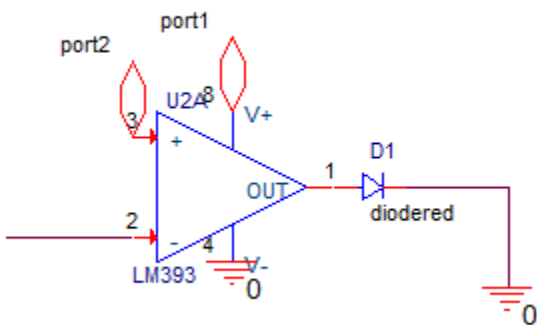 port1
port2
U2A
8
V+
3
+
D1
1
OUT
diodered
2
-
4
V-
LM393
0
0